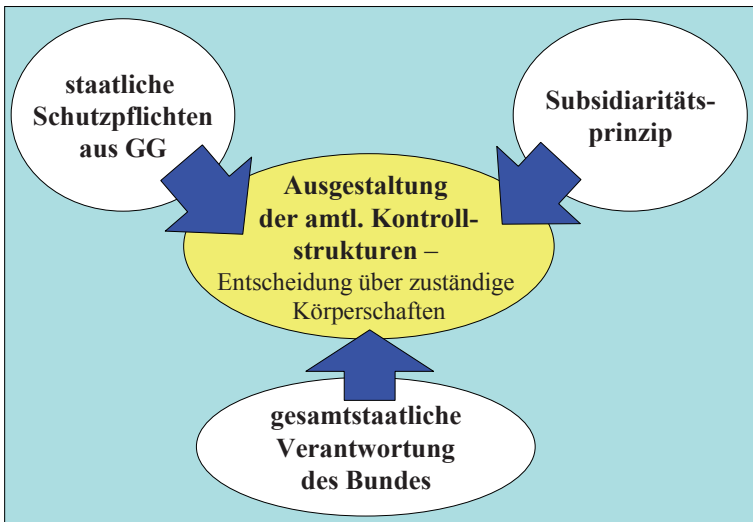 staatliche
Schutzpflichten
aus GG
Subsidiaritäts-
prinzip
Ausgestaltung
der amtl. Kontroll-
strukturen –
Entscheidung über zuständige
Körperschaften
gesamtstaatliche
Verantwortung
des Bundes